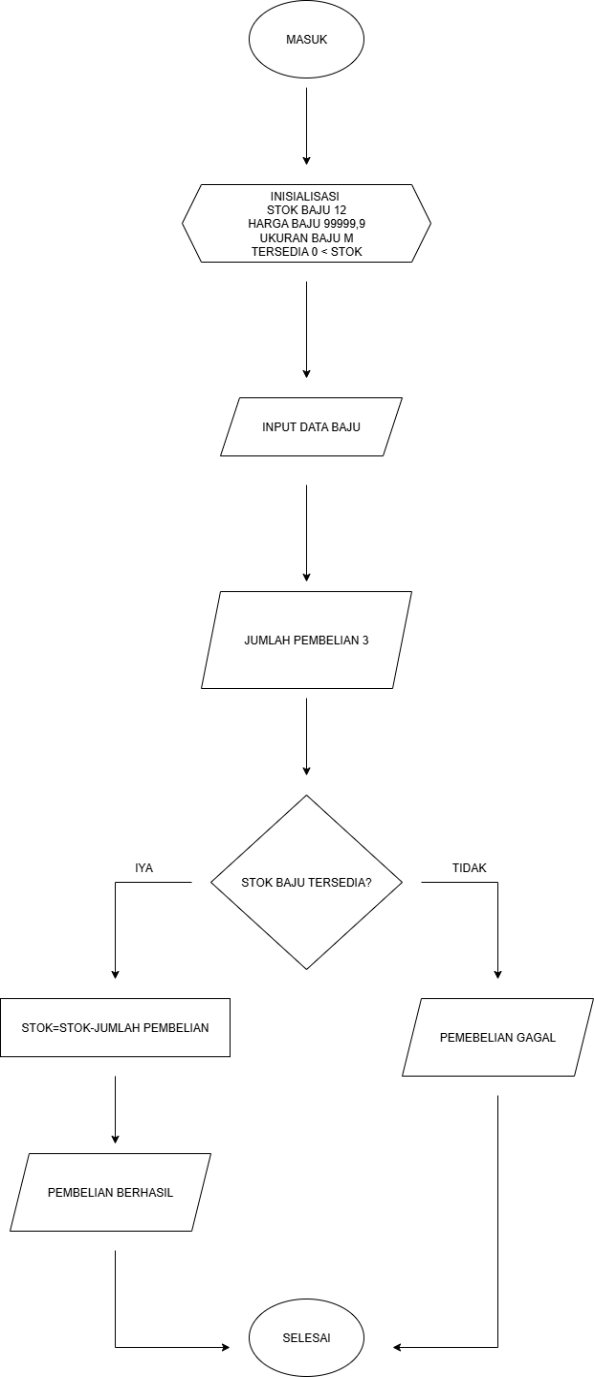 MASUK
INISIALISASI
STOK BAJU 12
HARGA BAJU 99999,9
UKURAN BAJU M
TERSEDIA 0 < STOK
INPUT DATA BAJU
JUMLAH PEMBELIAN 3
STOK BAJU TERSEDIA?
IYA
TIDAK
STOK=STOK-JUMLAH PEMBELIAN
PEMEBELIAN GAGAL
PEMBELIAN BERHASIL
SELESAI